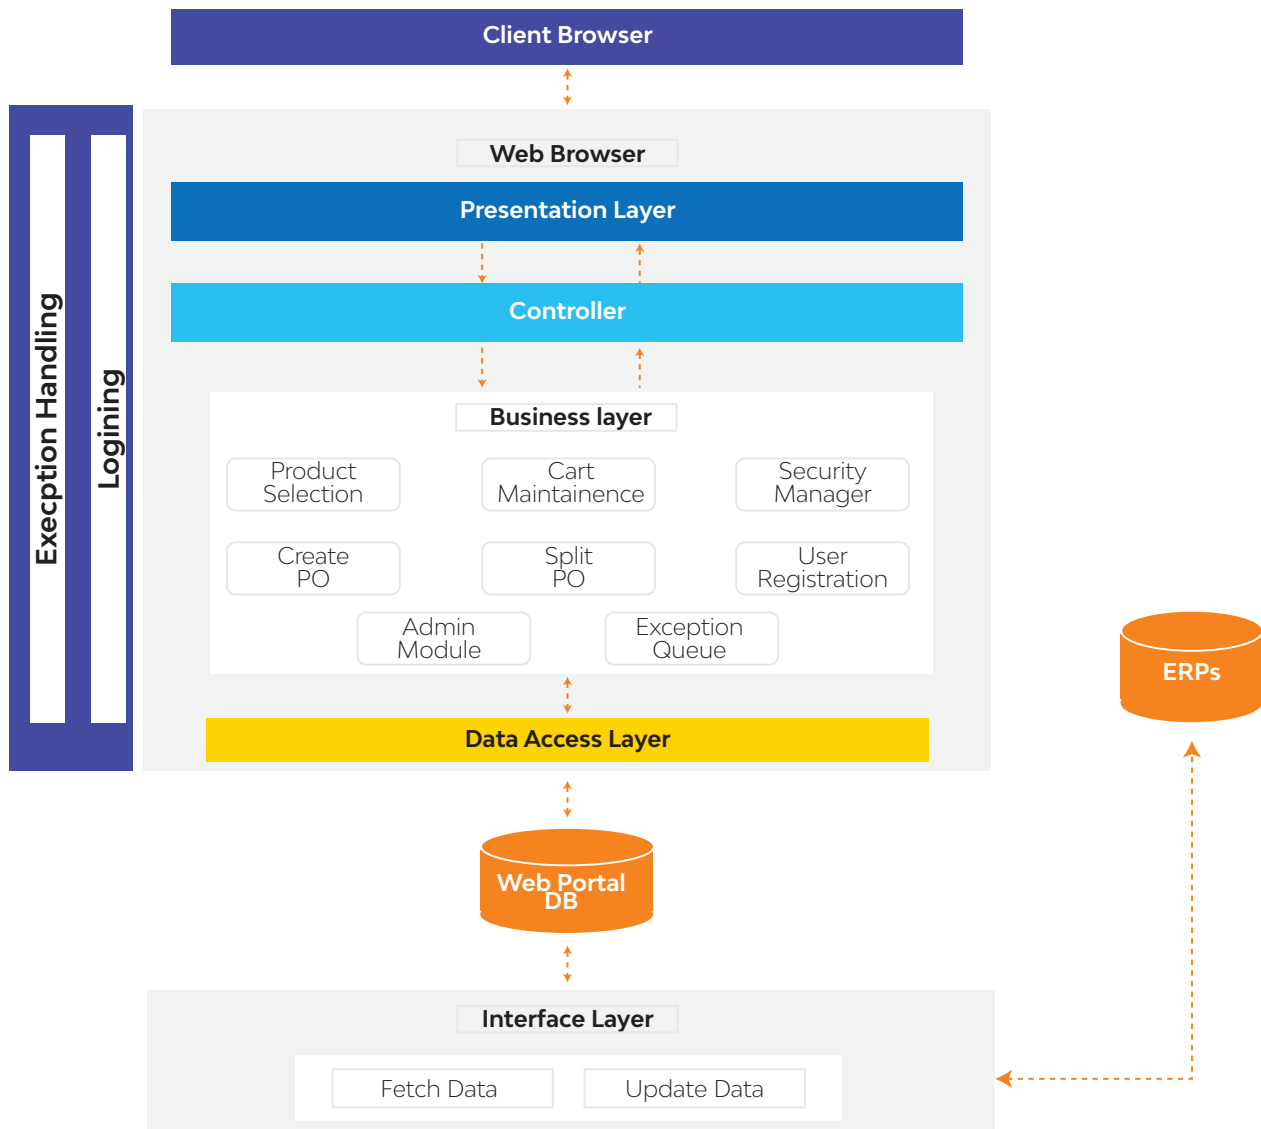 Client Browser
Web Browser
Presentation Layer
Controller
Execption Handling
Logining
Business layer
Product
Selection
Cart
Maintainence
Security
Manager
Create
PO
Split
PO
User
Registration
Admin
Module
Exception
Queue
ERPs
Data Access Layer
Web Portal
DB
Interface Layer
Fetch Data
Update Data